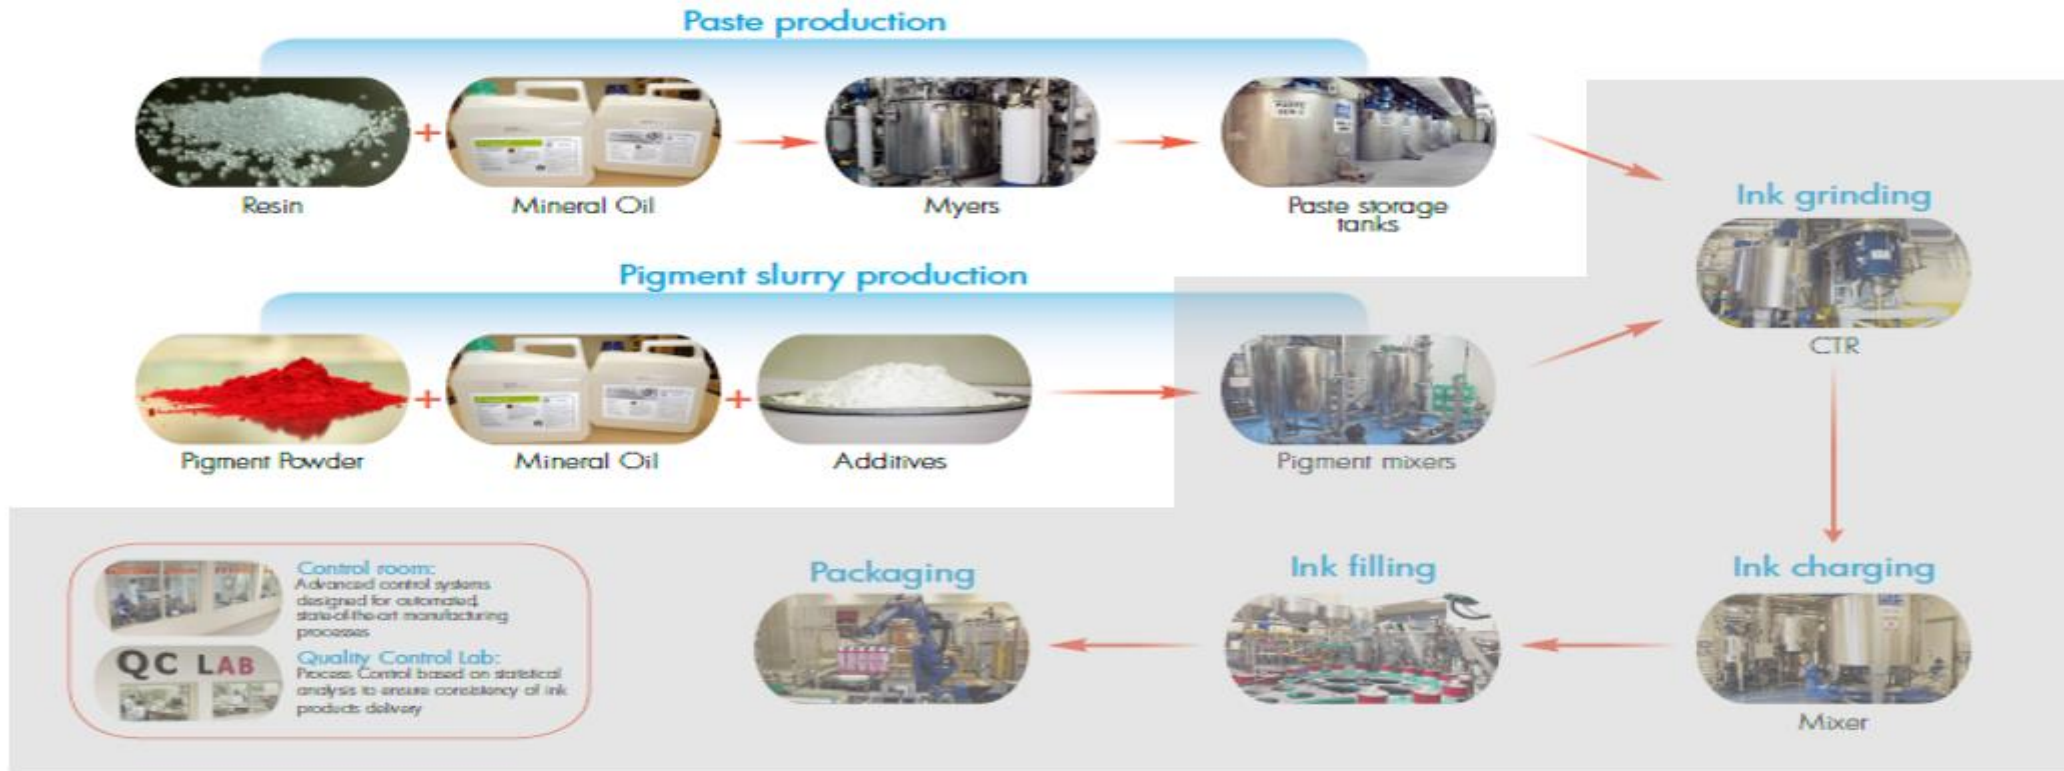 Paste production
Resin
+
Mineral Oil
Myers
Paste storage
tanks
Pigment slurry production
Pigment Powder
+
Mineral Oil
+
Additives
Pigment mixers
Ink grinding
CTR
Ink charging
Mixer
Ink filling
Packaging
Control room:
Advanced control systems
designed for automated,
state-of-the-art manufacturing
processes
QC LAB
Quality Control Lab:
Process Control based on statistical
analysis to ensure consistency of ink
products delivery